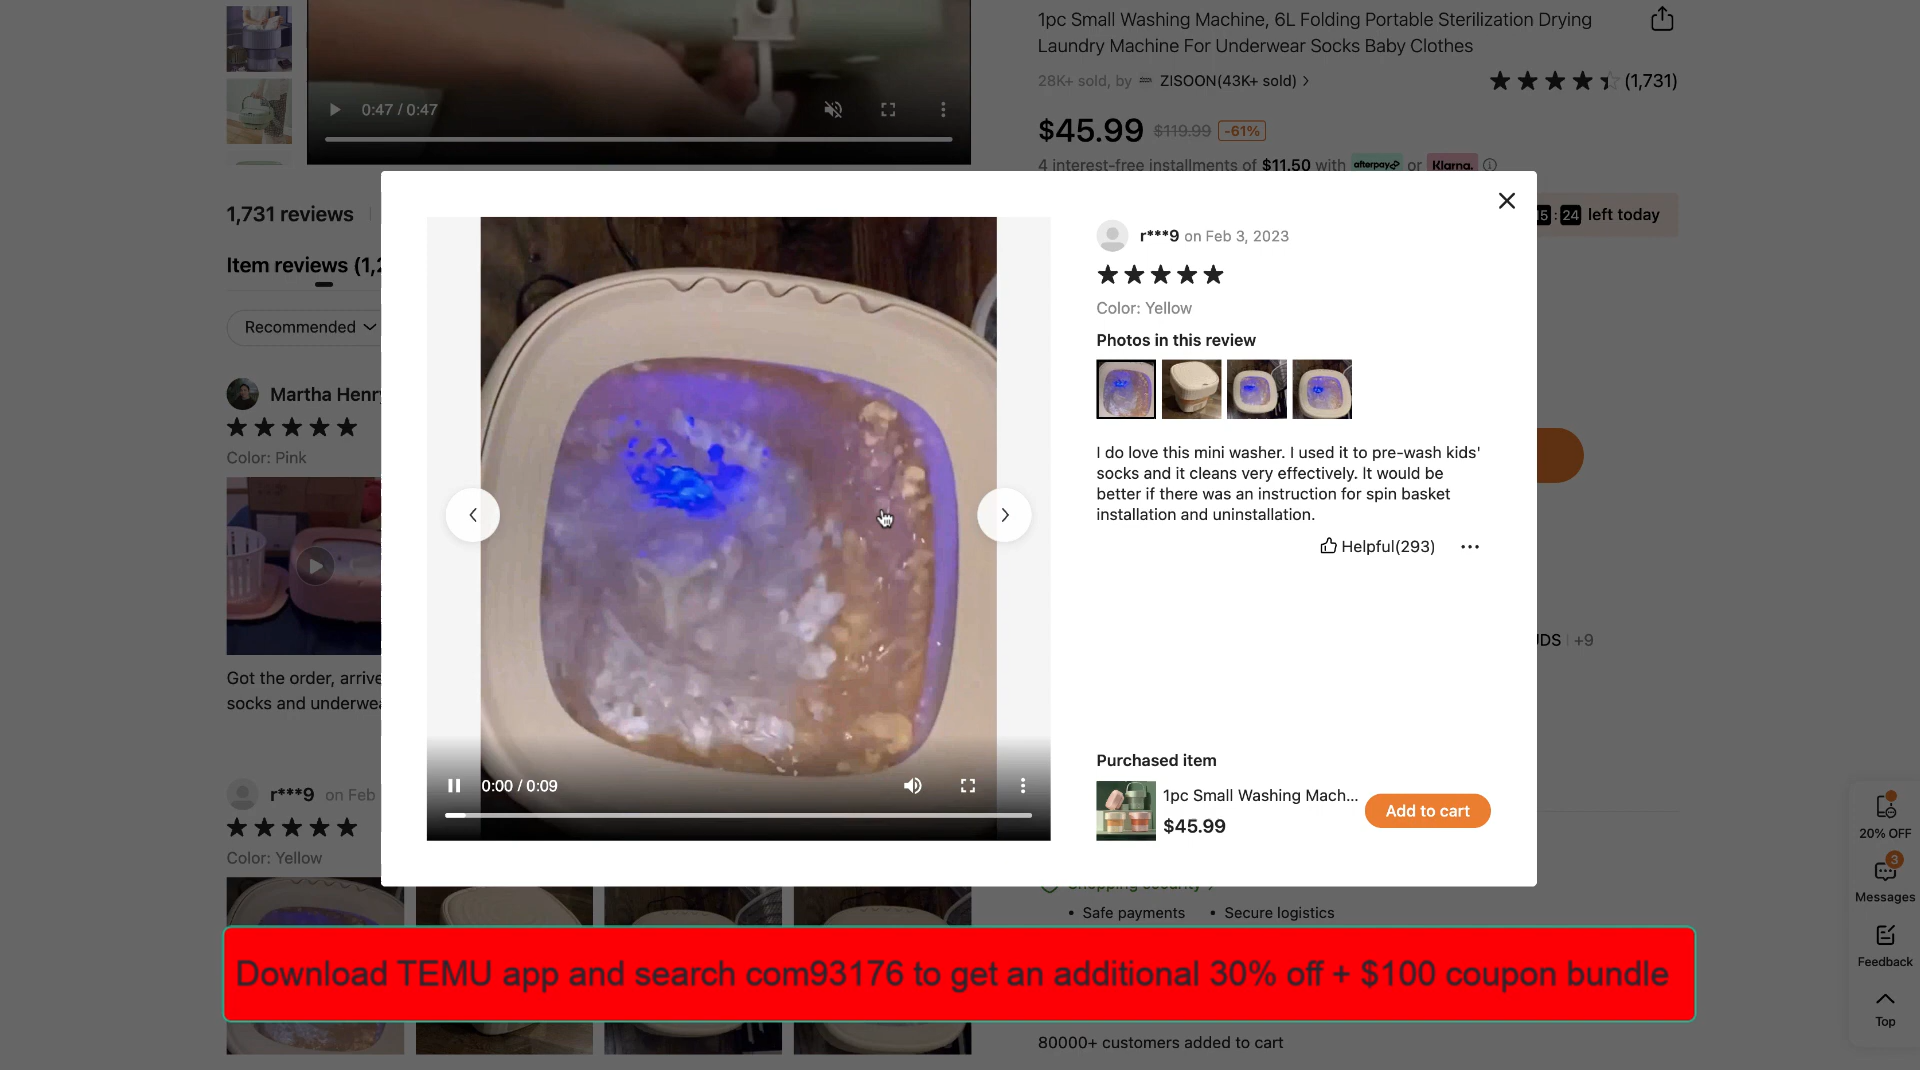 1pc Small Washing Machine, 6L Folding Portable Sterilization Drying
Laundry Machine For Underwear Socks Baby Clothes
28K+ sold, by ZISOON(43K+ sold) >
(1,731)
0:47 / 0:47
$45.99 $119.99 -61%
4 interest-free installments of $11.50 with afterpay or Klarna.
24 left today
1,731 reviews
Item reviews (1,2
Recommended
Martha Henry
Color: Pink
Got the order, arrive
socks and underwea
r***9 on Feb
Color: Yellow
r***9 on Feb 3, 2023
Color: Yellow
Photos in this review
I do love this mini washer. I used it to pre-wash kids'
socks and it cleans very effectively. It would be
better if there was an instruction for spin basket
installation and uninstallation.
Helpful(293) ...
0:00 / 0:09
Purchased item
1pc Small Washing Mach...
$45.99
Add to cart
+9
Shopping security >
• Safe payments • Secure logistics
Download TEMU app and search com93176 to get an additional 30% off + $100 coupon bundle
80000+ customers added to cart
20% OFF
3
Messages
Feedback
Top